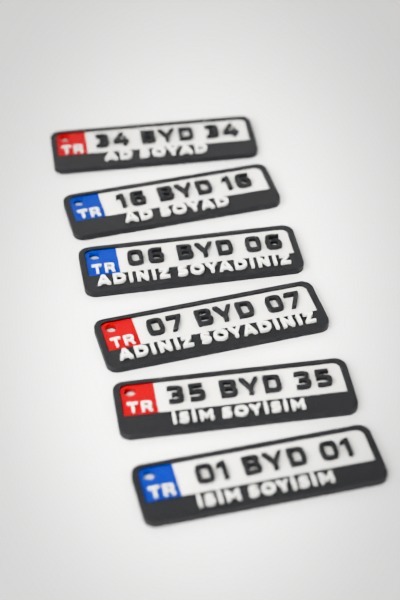 TR 34 BYD 34
AD SOYAD
TR 16 BYD 16
AD SOYAD
TR 06 BYD 06
ADINIZ SOYADINIZ
TR 07 BYD 07
ADINIZ SOYADINIZ
TR 35 BYD 35
İSİM SOYİSİM
TR 01 BYD 01
İSİM SOYİSİM